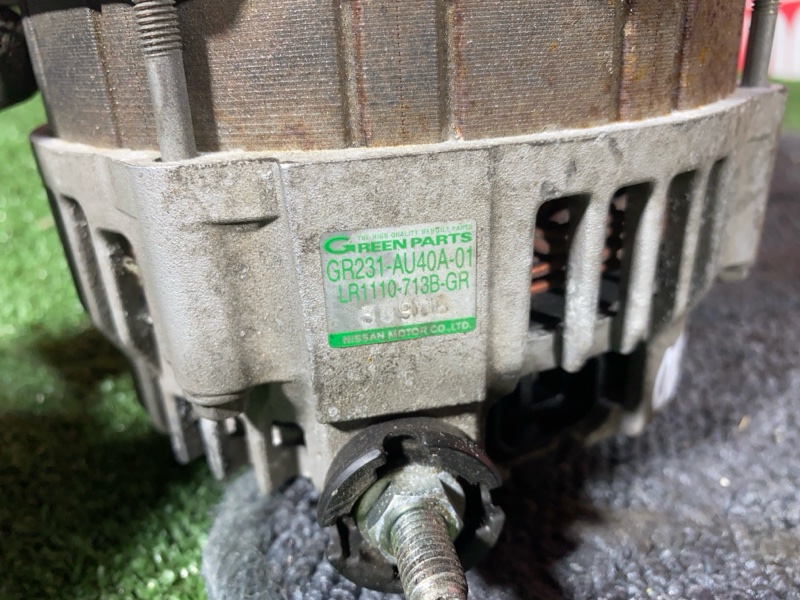 THE HIGH QUALITY REBUILT PARTS
GREEN PARTS
GR231-AU40A-01
LR1110-713B-GR
NISSAN MOTOR CO.,LTD.